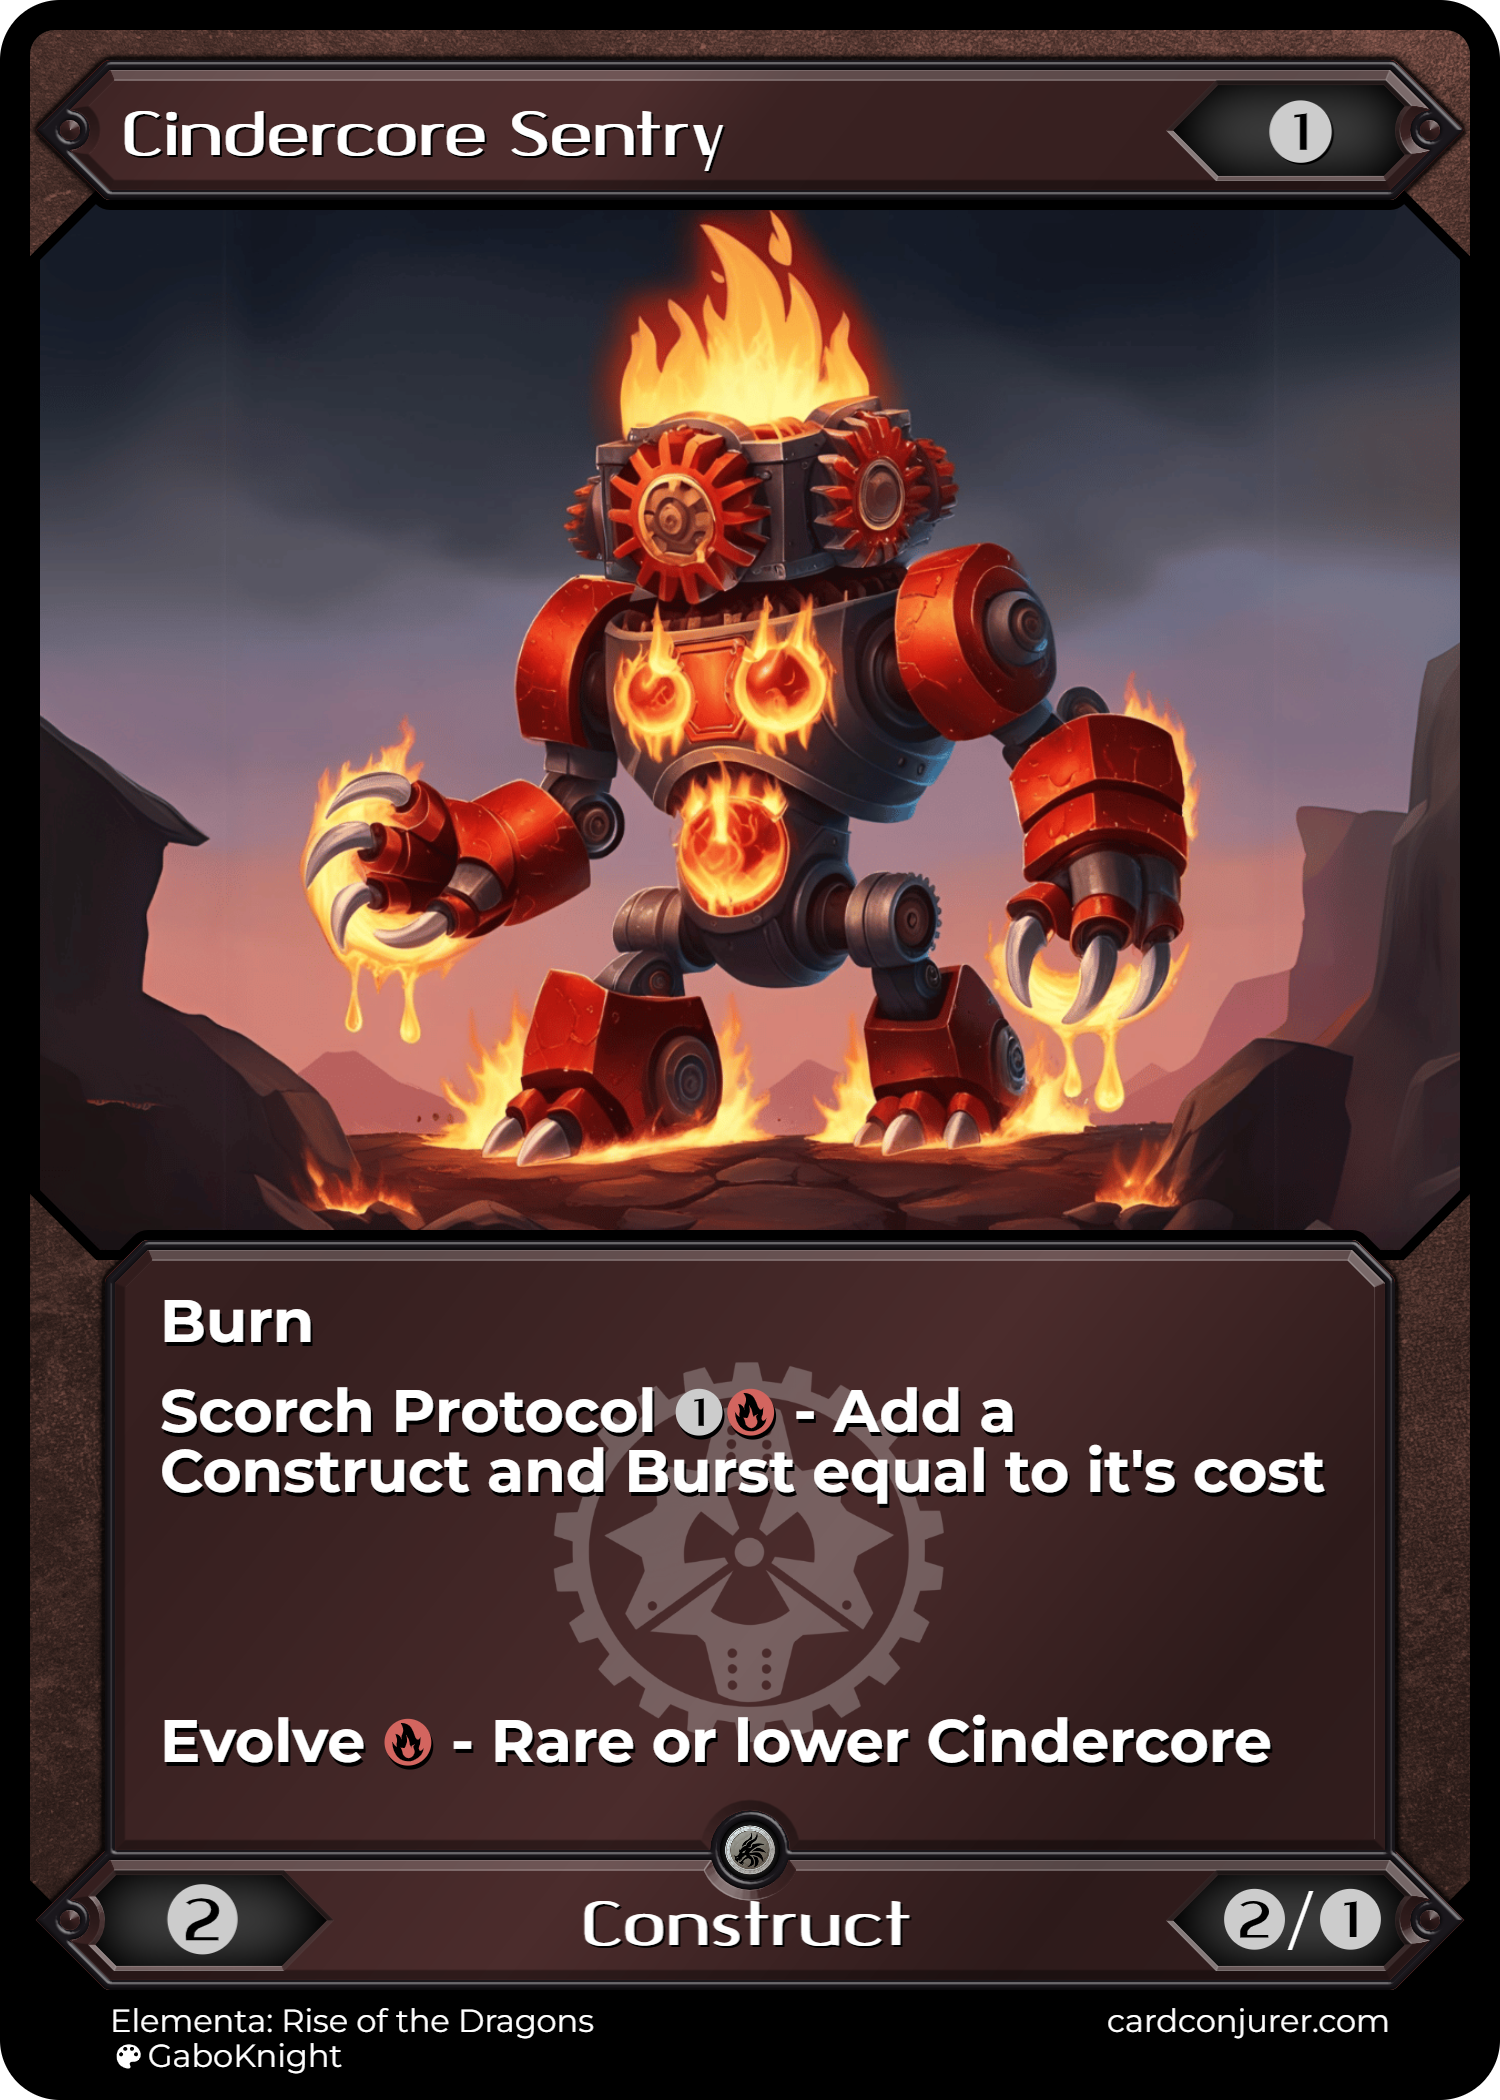 Cindercore Sentry 1
Burn
Scorch Protocol 1 - Add a
Construct and Burst equal to it's cost
Evolve - Rare or lower Cindercore
2 Construct 2/1
Elementa: Rise of the Dragons cardconjurer.com
GaboKnight